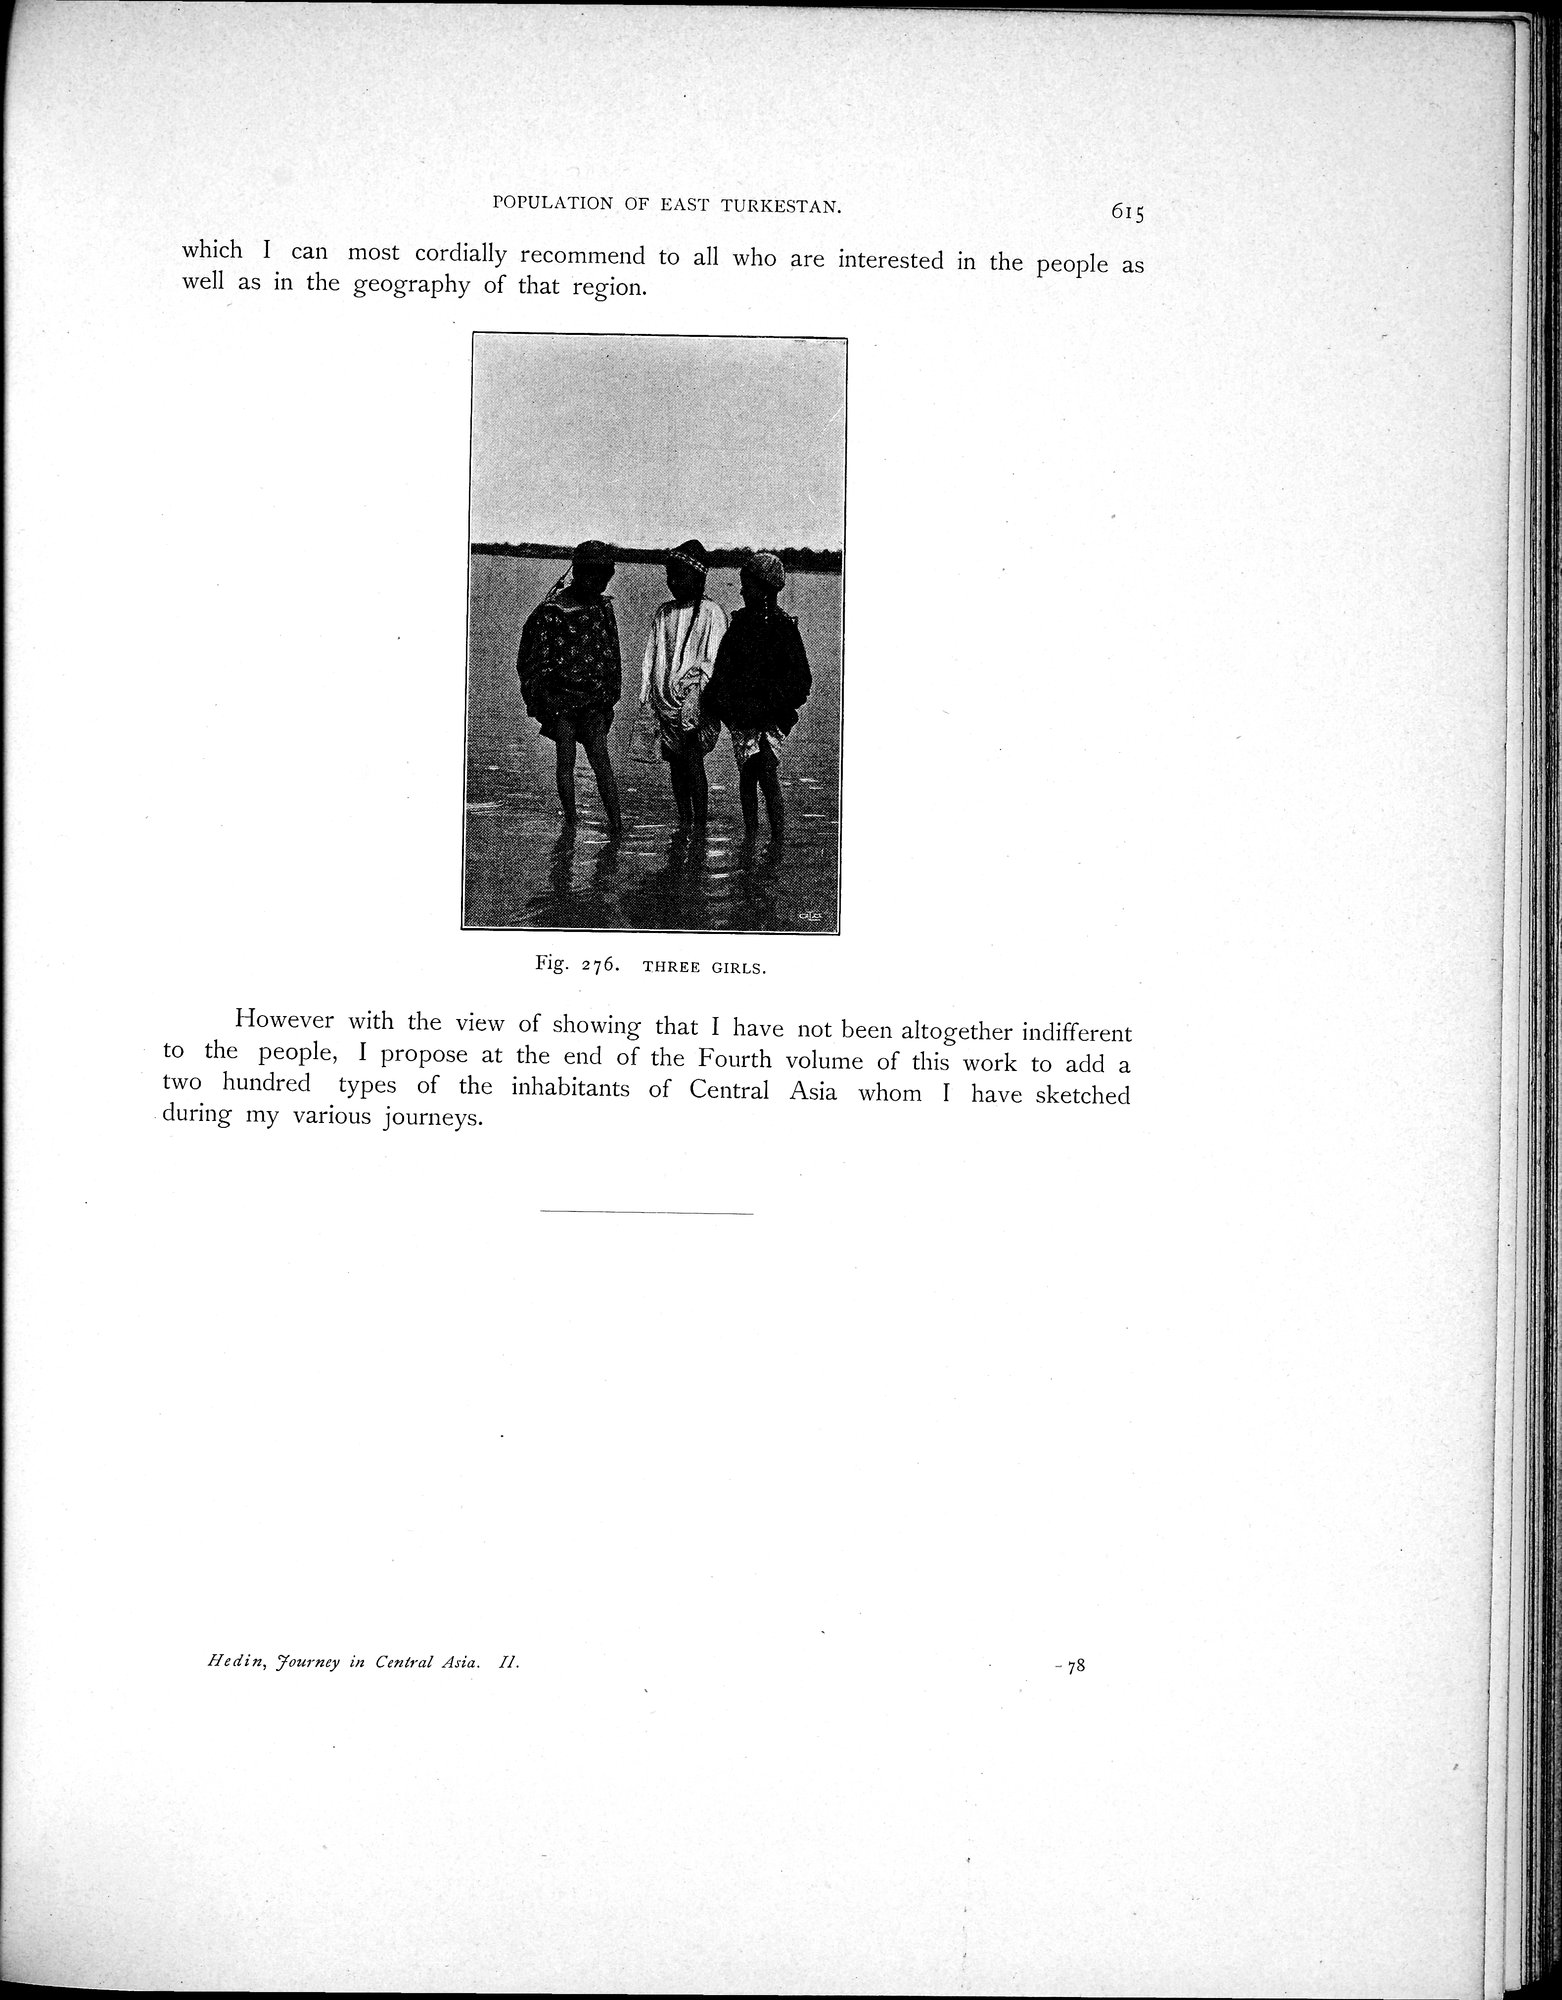 POPULATION OF EAST TURKESTAN.
615
which I can most cordially recommend to all who are interested in the people as
well as in the geography of that region.
Fig. 276. THREE GIRLS.
However with the view of showing that I have not been altogether indifferent
to the people, I propose at the end of the Fourth volume of this work to add a
two hundred types of the inhabitants of Central Asia whom I have sketched
during my various journeys.
Hedin, Journey in Central Asia. II.
78